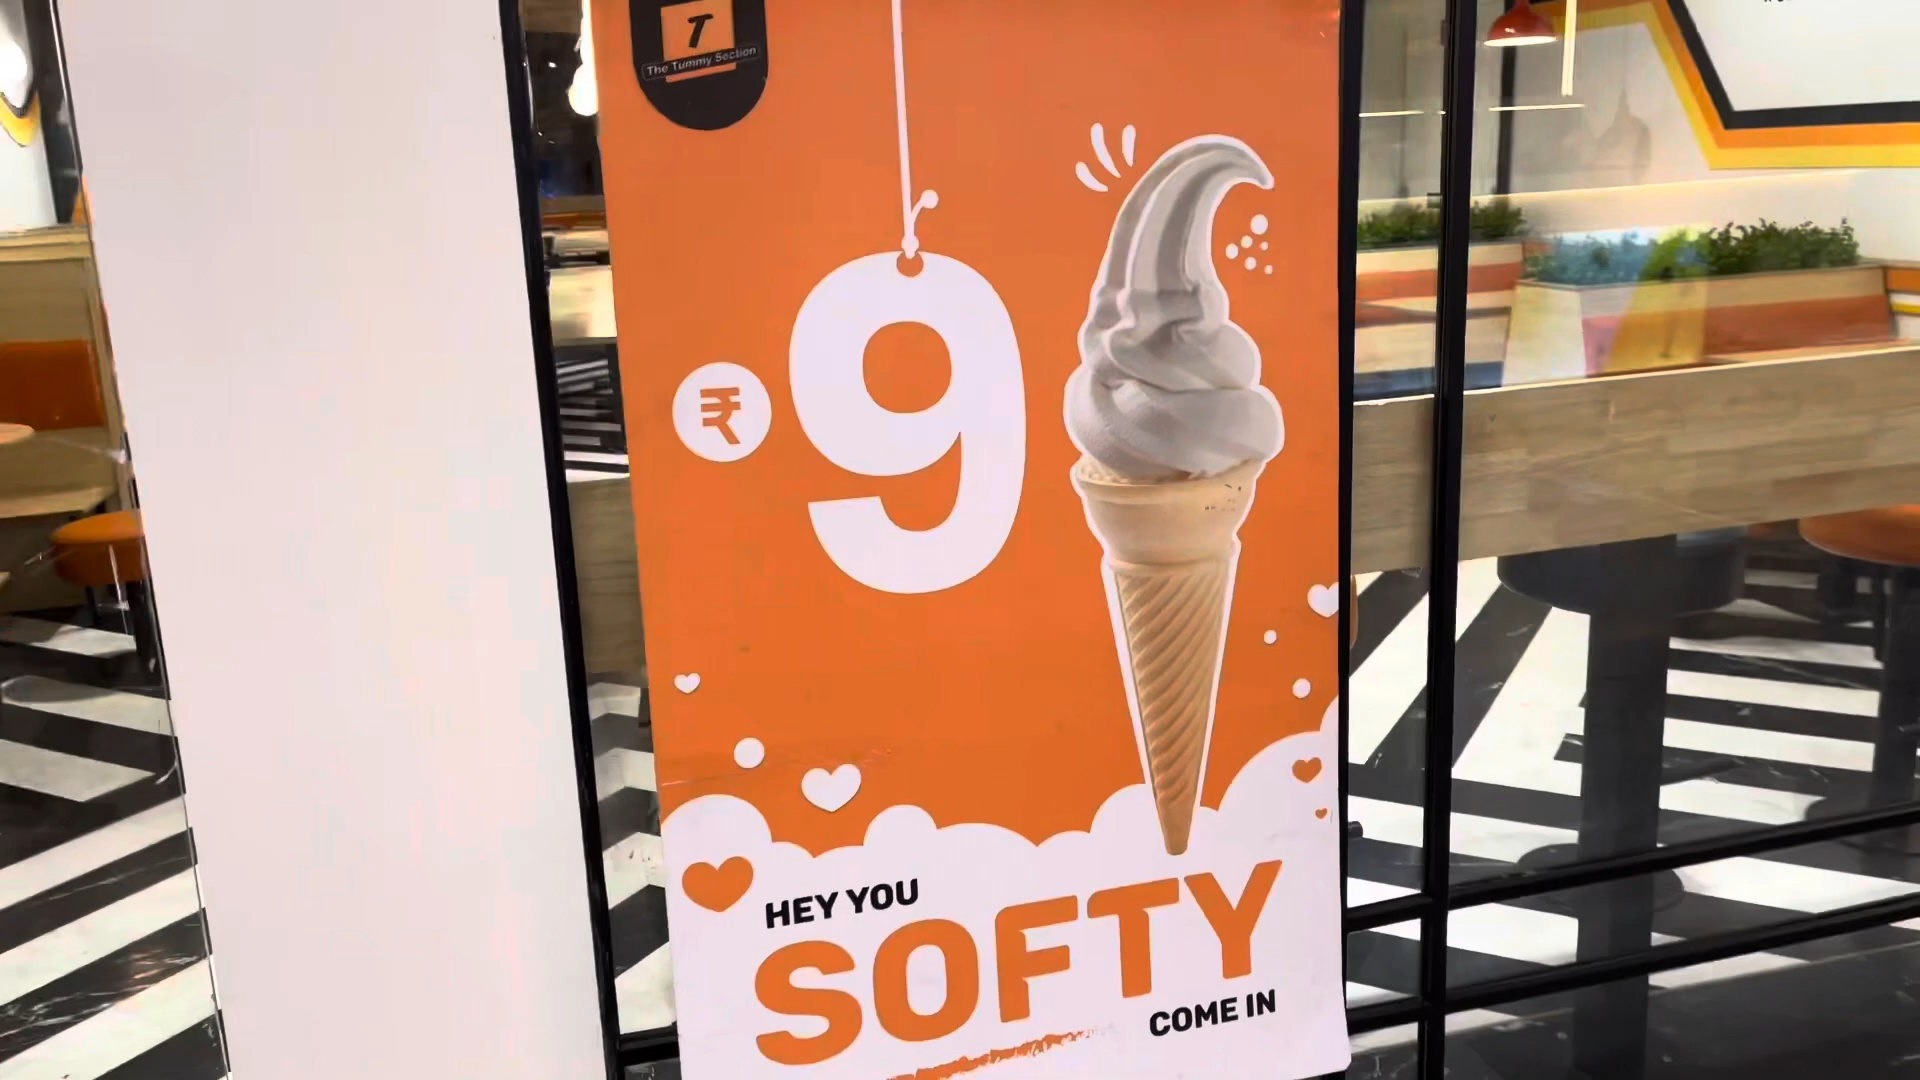 T
The Tummy Section
₹9
HEY YOU
SOFTY
COME IN